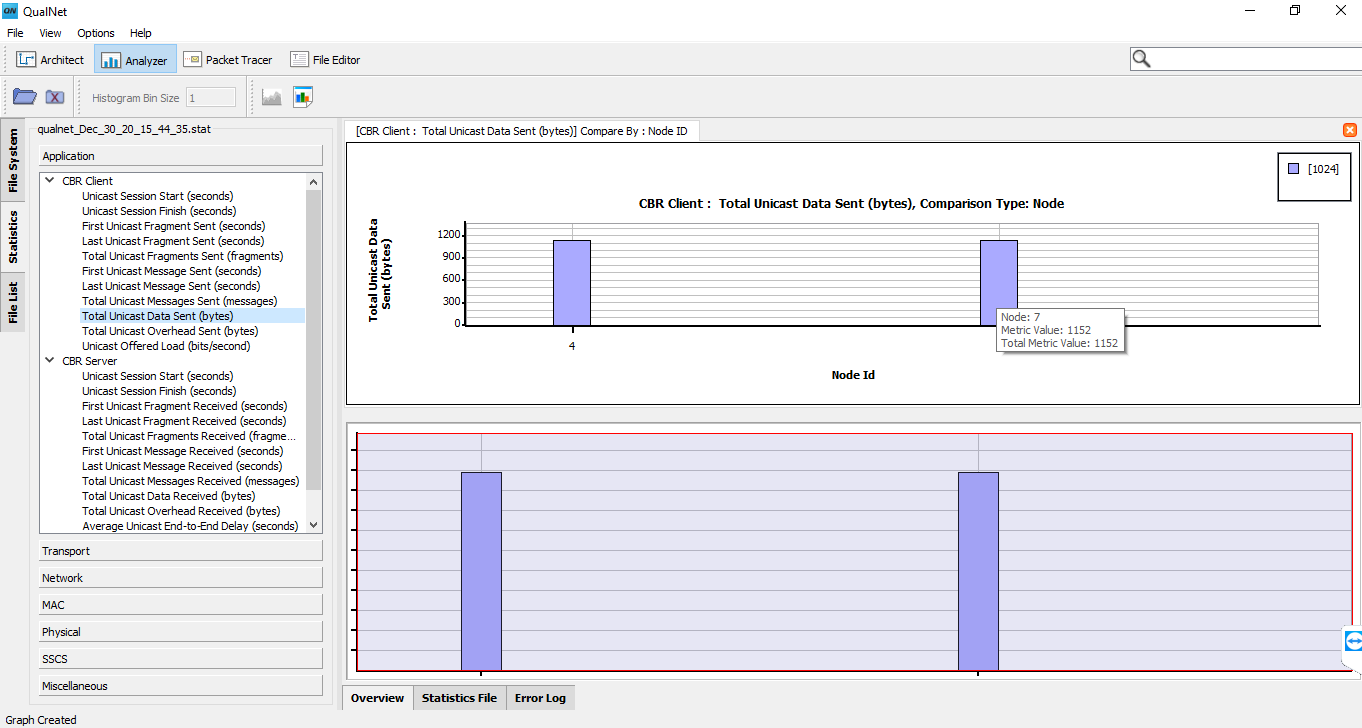 QN QualNet
File View Options Help
Architect Analyzer Packet Tracer File Editor
Histogram Bin Size 1
File System
Statistics
File List
qualnet_Dec_30_20_15_44_35.stat
Application
CBR Client
Unicast Session Start (seconds)
Unicast Session Finish (seconds)
First Unicast Fragment Sent (seconds)
Last Unicast Fragment Sent (seconds)
Total Unicast Fragments Sent (fragments)
First Unicast Message Sent (seconds)
Last Unicast Message Sent (seconds)
Total Unicast Messages Sent (messages)
Total Unicast Data Sent (bytes)
Total Unicast Overhead Sent (bytes)
Unicast Offered Load (bits/second)
CBR Server
Unicast Session Start (seconds)
Unicast Session Finish (seconds)
First Unicast Fragment Received (seconds)
Last Unicast Fragment Received (seconds)
Total Unicast Fragments Received (fragme...
First Unicast Message Received (seconds)
Last Unicast Message Received (seconds)
Total Unicast Messages Received (messages)
Total Unicast Data Received (bytes)
Total Unicast Overhead Received (bytes)
Average Unicast End-to-End Delay (seconds)
Transport
Network
MAC
Physical
SSCS
Miscellaneous
[CBR Client : Total Unicast Data Sent (bytes)] Compare By : Node ID
[1024]
CBR Client : Total Unicast Data Sent (bytes), Comparison Type: Node
Total Unicast Data
Sent (bytes)
1200
900
600
300
0
4
Node: 7
Metric Value: 1152
Total Metric Value: 1152
Node Id
Overview Statistics File Error Log
Graph Created